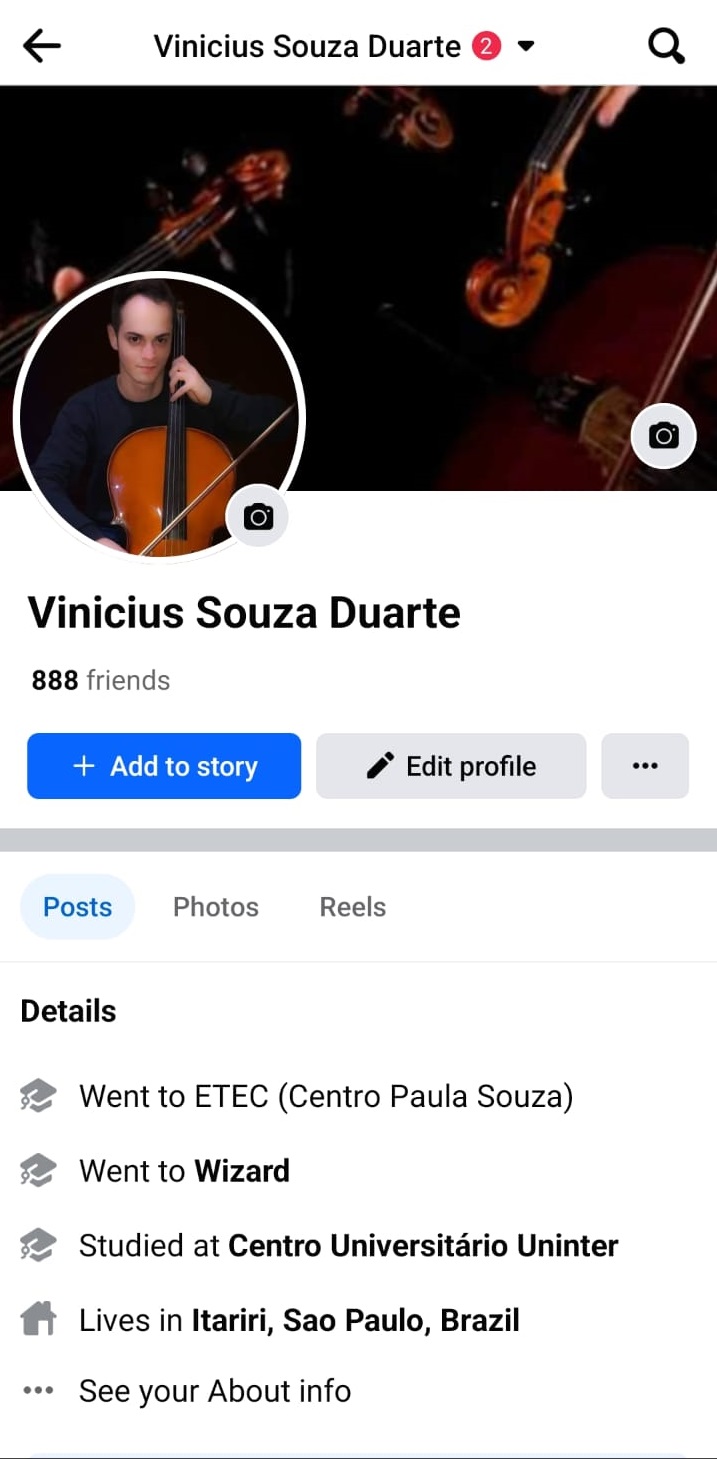 Vinicius Souza Duarte 2
Vinicius Souza Duarte
888 friends
+ Add to story
Edit profile
Posts
Photos
Reels
Details
Went to ETEC (Centro Paula Souza)
Went to Wizard
Studied at Centro Universitário Uninter
Lives in Itariri, Sao Paulo, Brazil
See your About info